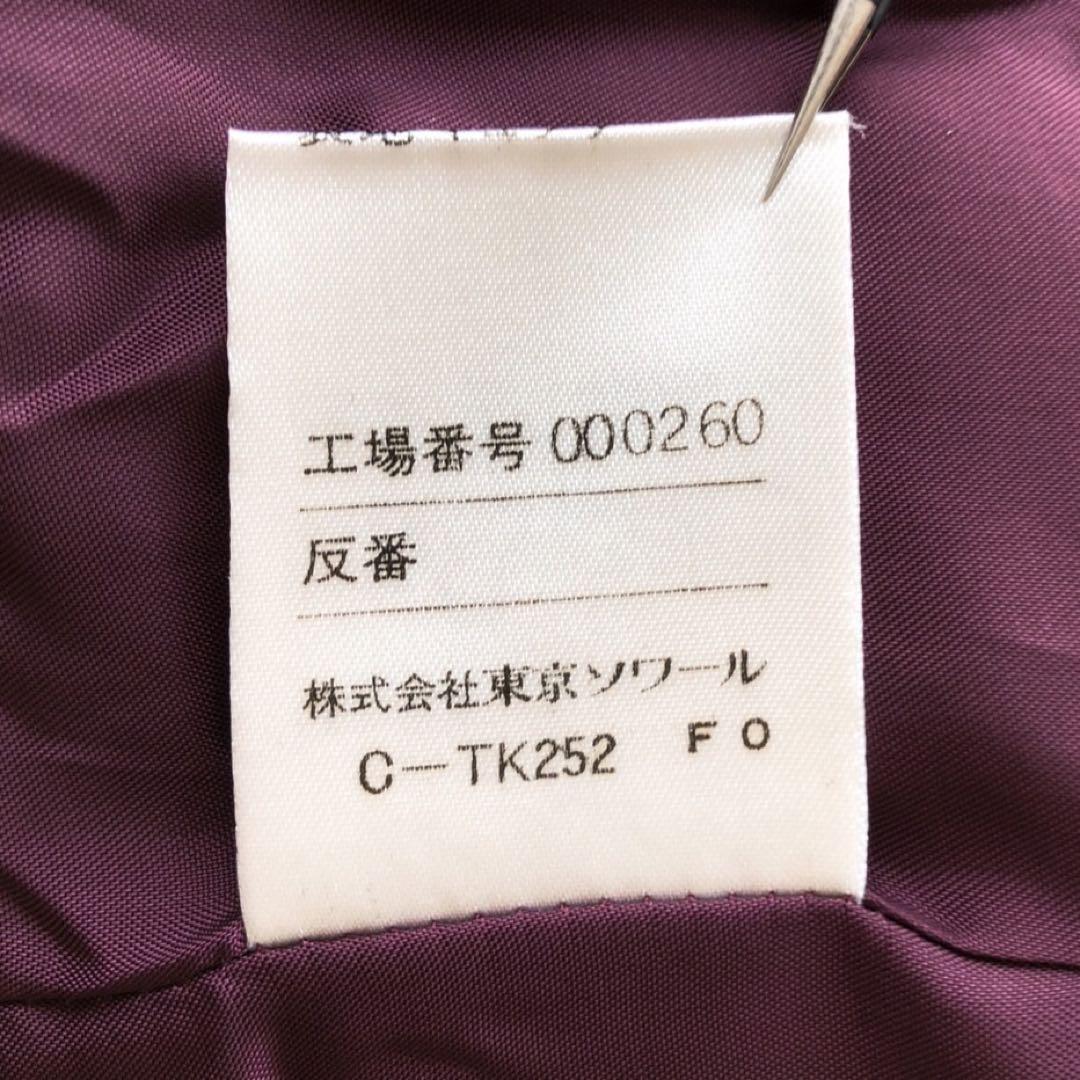 工場番号 000260
反番
株式会社東京ソワール
C-TK252 FO